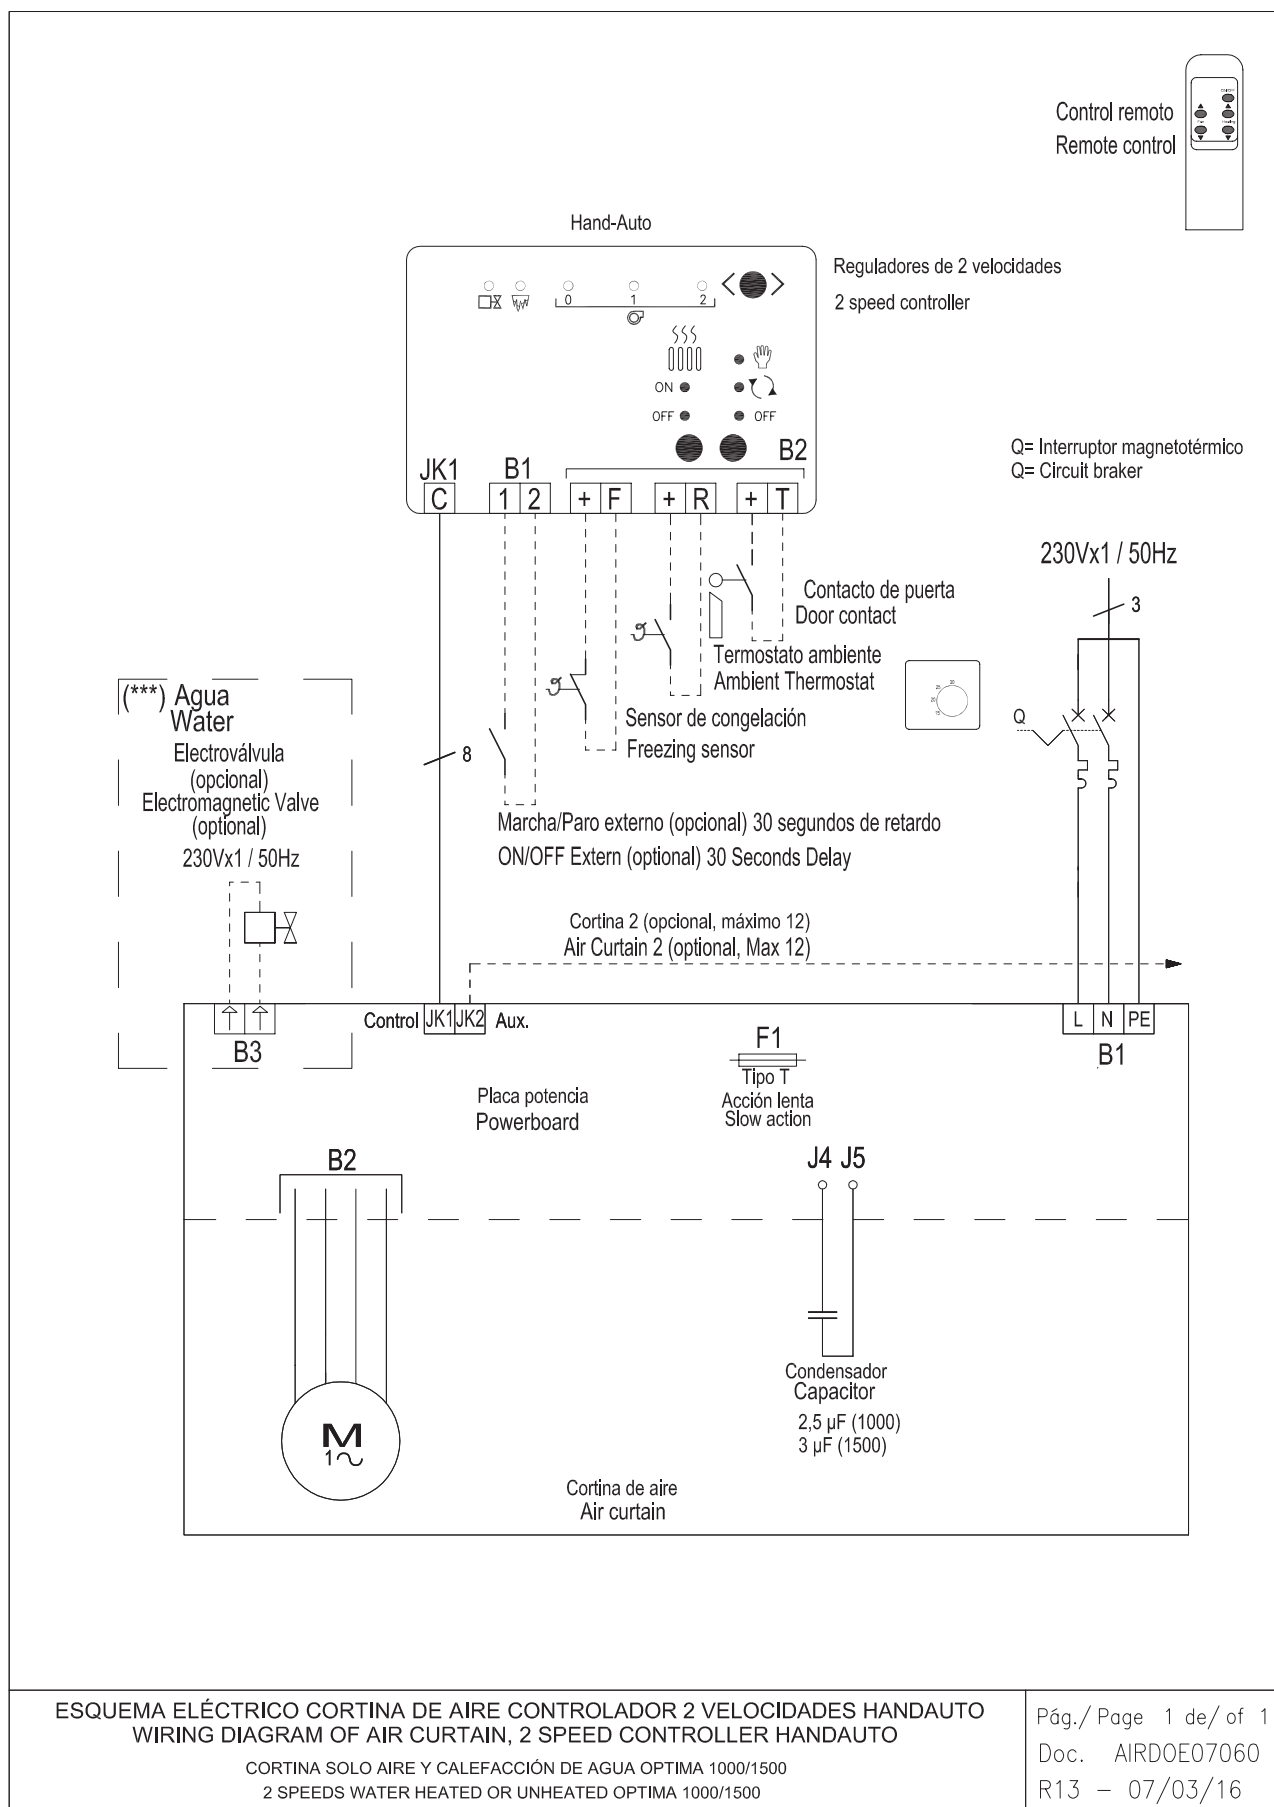 Control remoto
Remote control
ON/OFF
Fan
Heating
Hand-Auto
Reguladores de 2 velocidades
2 speed controller
0 1 2
ON
OFF OFF
JK1 B1 B2
C 1 2 + F + R + T
Q= Interruptor magnetotérmico
Q= Circuit braker
230Vx1 / 50Hz
3
Contacto de puerta
Door contact
Termostato ambiente
Ambient Thermostat
Sensor de congelación
Freezing sensor
Q
8
(***) Agua
Water
Electroválvula
(opcional)
Electromagnetic Valve
(optional)
230Vx1 / 50Hz
Marcha/Paro externo (opcional) 30 segundos de retardo
ON/OFF Extern (optional) 30 Seconds Delay
Cortina 2 (opcional, máximo 12)
Air Curtain 2 (optional, Max 12)
Control JK1 JK2 Aux.
L N PE
B3
B1
F1
Tipo T
Acción lenta
Slow action
Placa potencia
Powerboard
B2
J4 J5
Condensador
Capacitor
2,5 µF (1000)
3 µF (1500)
M
1
Cortina de aire
Air curtain
ESQUEMA ELÉCTRICO CORTINA DE AIRE CONTROLADOR 2 VELOCIDADES HANDAUTO
WIRING DIAGRAM OF AIR CURTAIN, 2 SPEED CONTROLLER HANDAUTO
CORTINA SOLO AIRE Y CALEFACCIÓN DE AGUA OPTIMA 1000/1500
2 SPEEDS WATER HEATED OR UNHEATED OPTIMA 1000/1500
Pág./ Page 1 de/ of 1
Doc. AIRDOE07060
R13 – 07/03/16